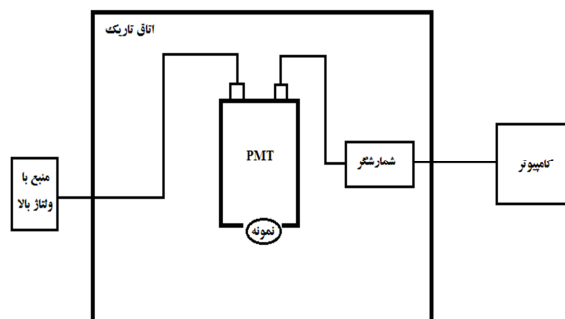 اتاق تاریک
PMT
شمارشگر
کامپیوتر
منبع با
ولتاژ بالا
نمونه